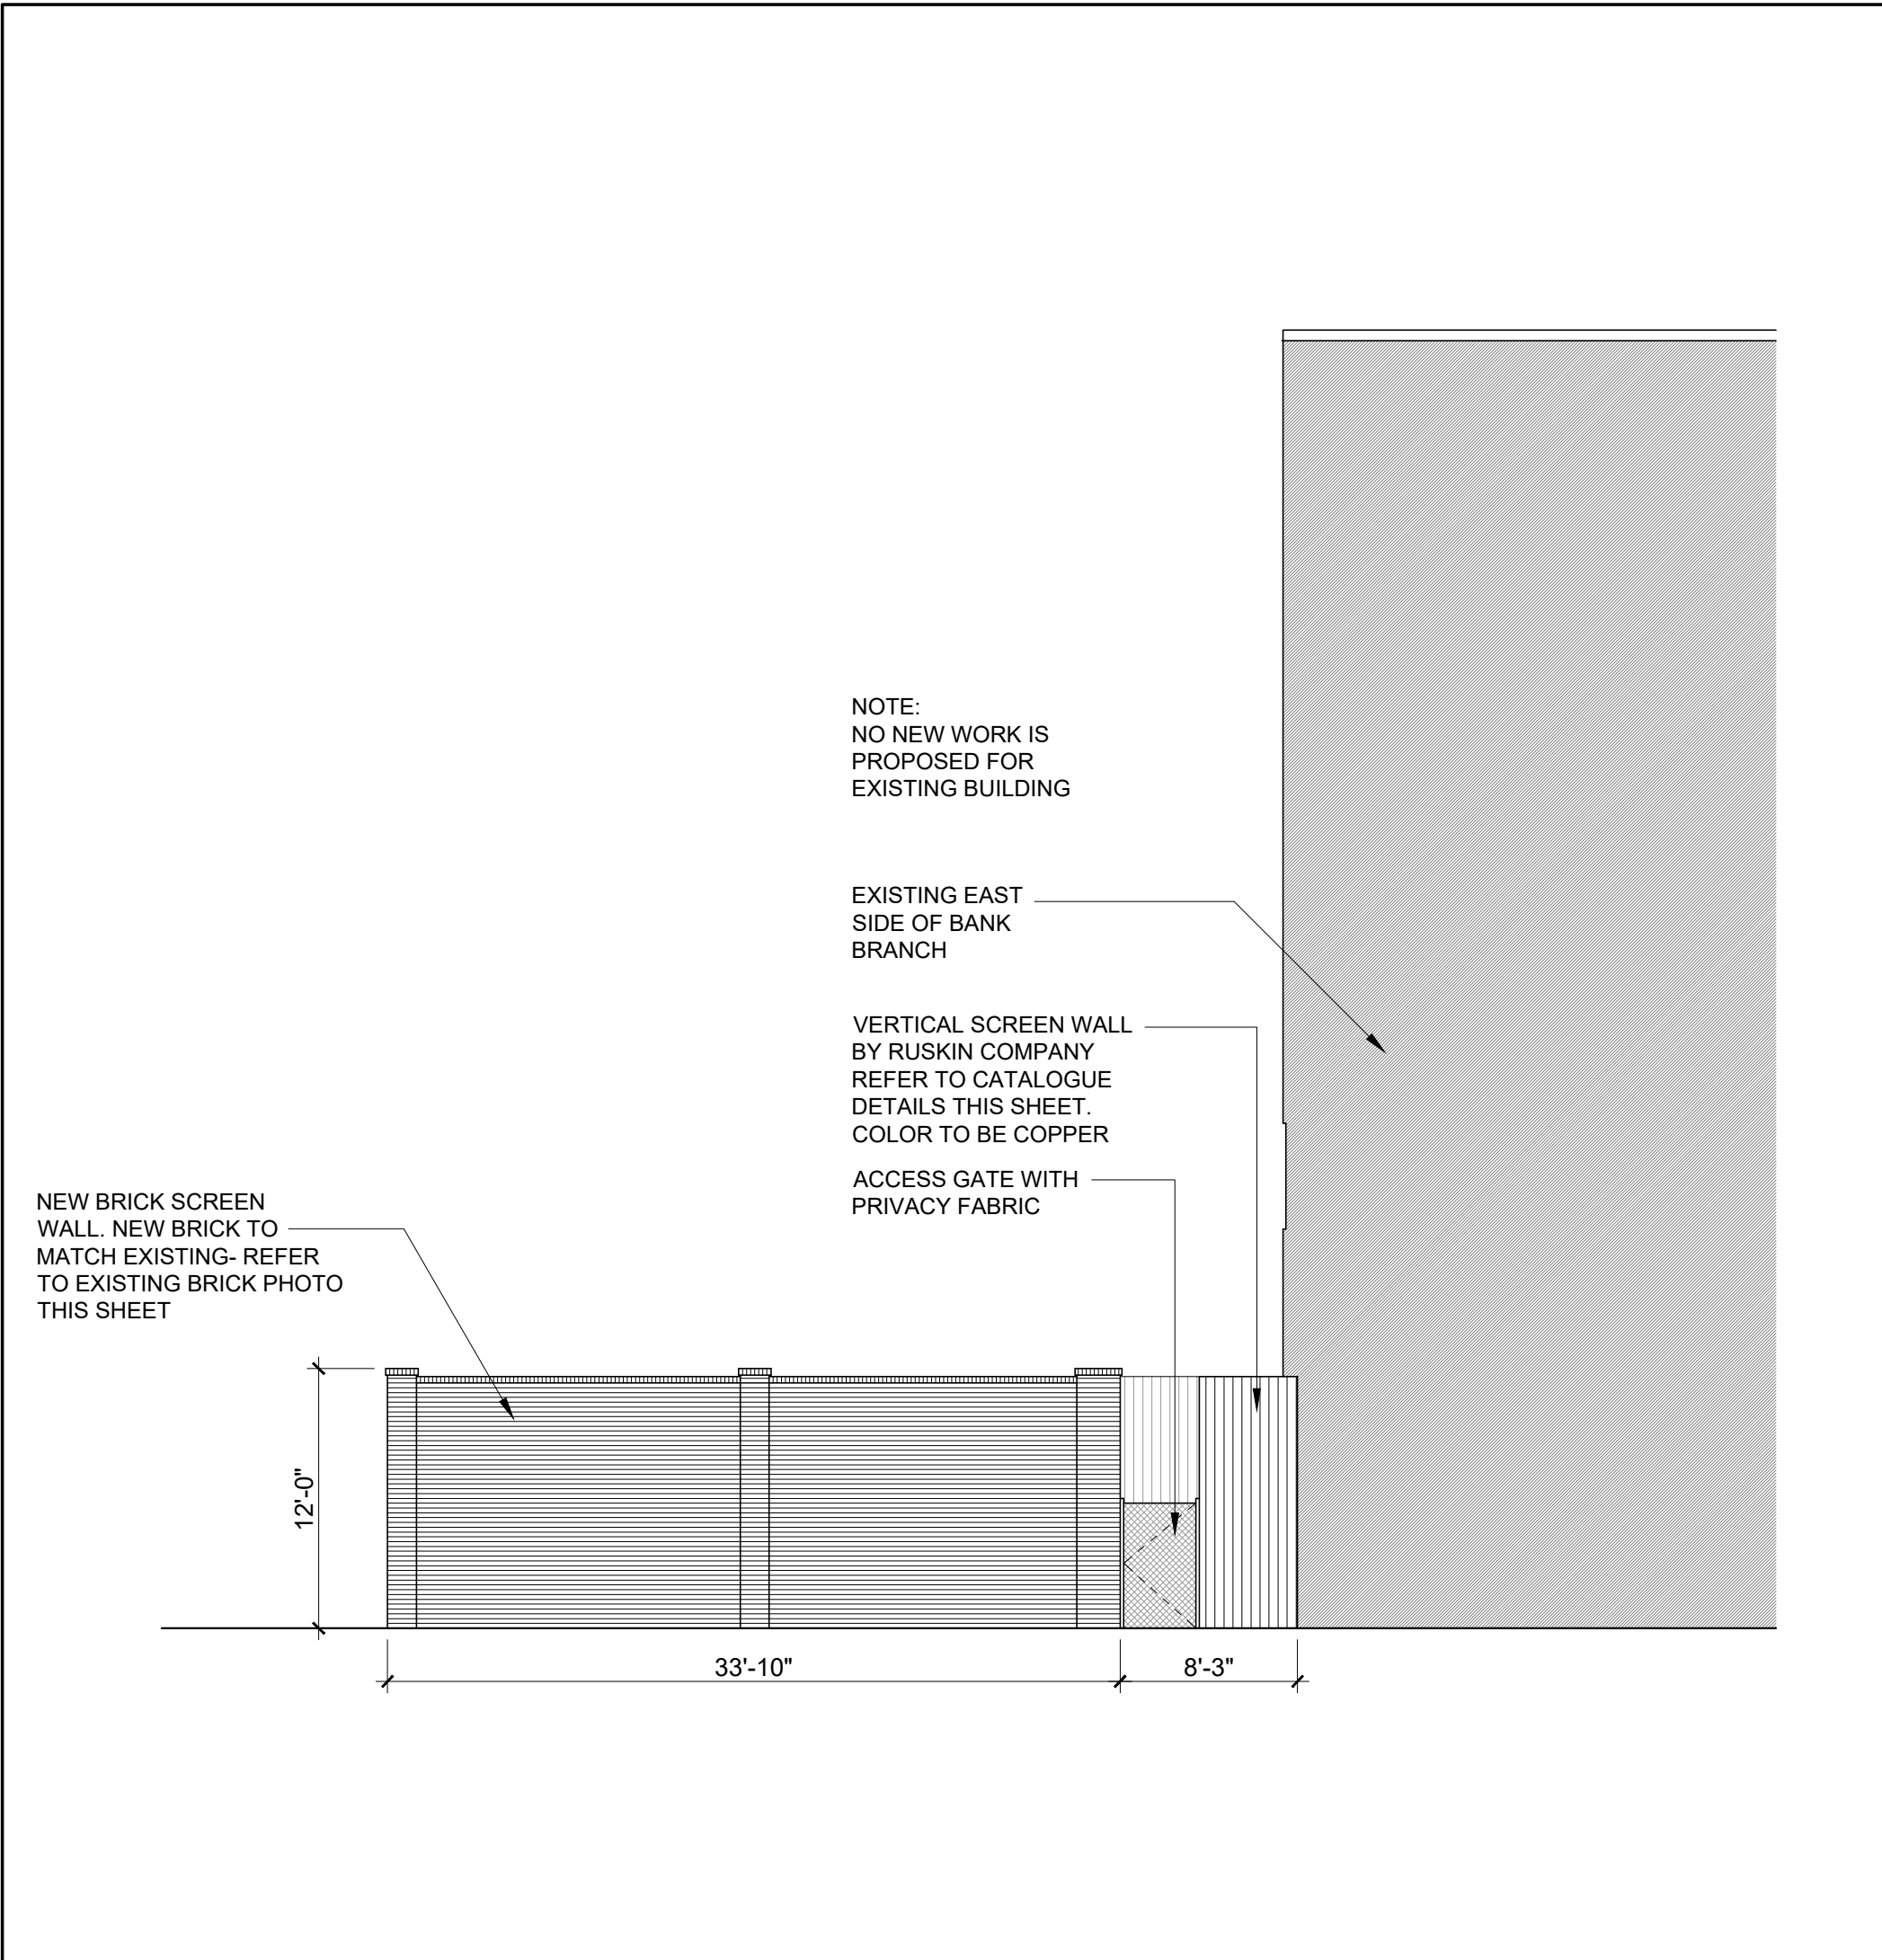 NOTE:
NO NEW WORK IS
PROPOSED FOR
EXISTING BUILDING
EXISTING EAST
SIDE OF BANK
BRANCH
VERTICAL SCREEN WALL
BY RUSKIN COMPANY
REFER TO CATALOGUE
DETAILS THIS SHEET.
COLOR TO BE COPPER
ACCESS GATE WITH
PRIVACY FABRIC
NEW BRICK SCREEN
WALL. NEW BRICK TO
MATCH EXISTING- REFER
TO EXISTING BRICK PHOTO
THIS SHEET
12'-0"
33'-10"
8'-3"